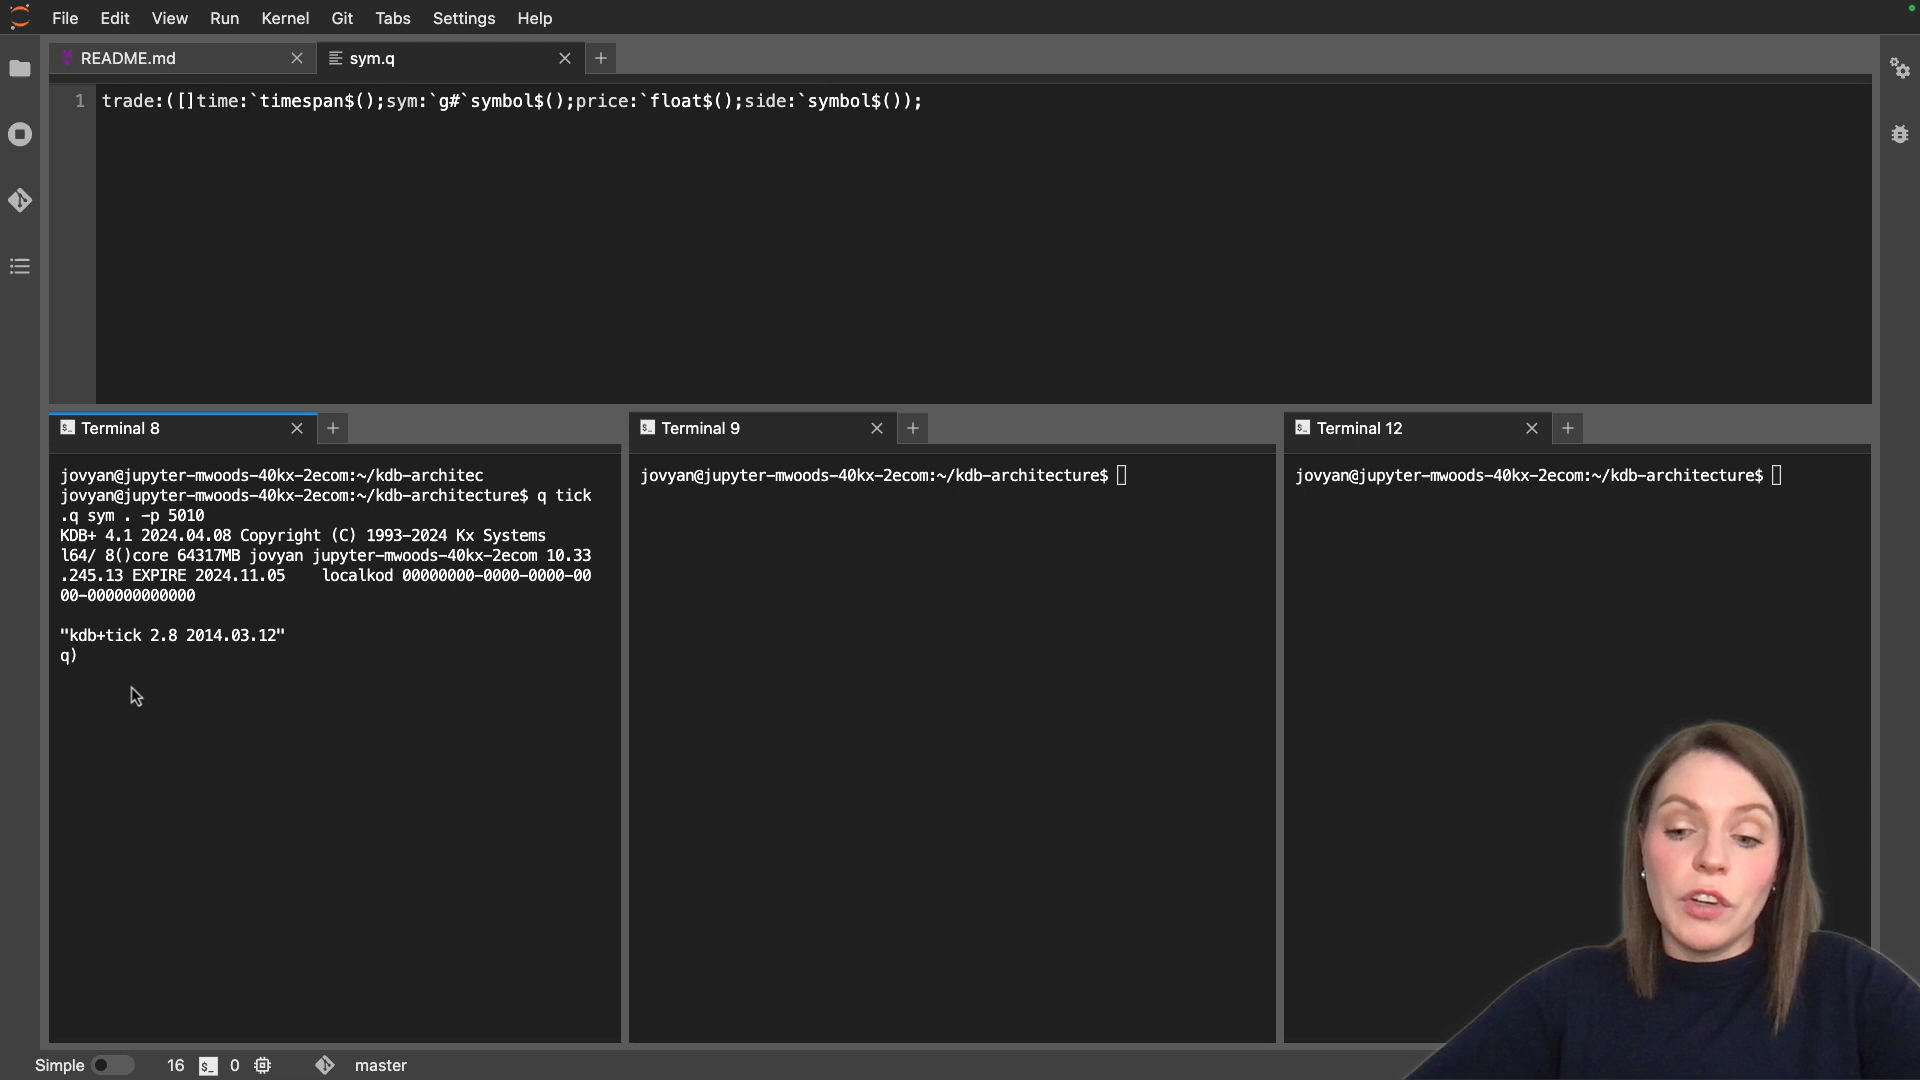 File Edit View Run Kernel Git Tabs Settings Help
README.md
sym.q
1 trade:([]time:`timespan$();sym:`g#`symbol$();price:`float$();side:`symbol$());
Terminal 8
jovyan@jupyter-mwoods-40kx-2ecom:~/kdb-architec
jovyan@jupyter-mwoods-40kx-2ecom:~/kdb-architecture$ q tick
.q sym . -p 5010
KDB+ 4.1 2024.04.08 Copyright (C) 1993-2024 Kx Systems
l64/ 8()core 64317MB jovyan jupyter-mwoods-40kx-2ecom 10.33
.245.13 EXPIRE 2024.11.05 localkod 00000000-0000-0000-00
00-000000000000
"kdb+tick 2.8 2014.03.12"
q)
Terminal 9
jovyan@jupyter-mwoods-40kx-2ecom:~/kdb-architecture$
Terminal 12
jovyan@jupyter-mwoods-40kx-2ecom:~/kdb-architecture$
Simple 16 0 master